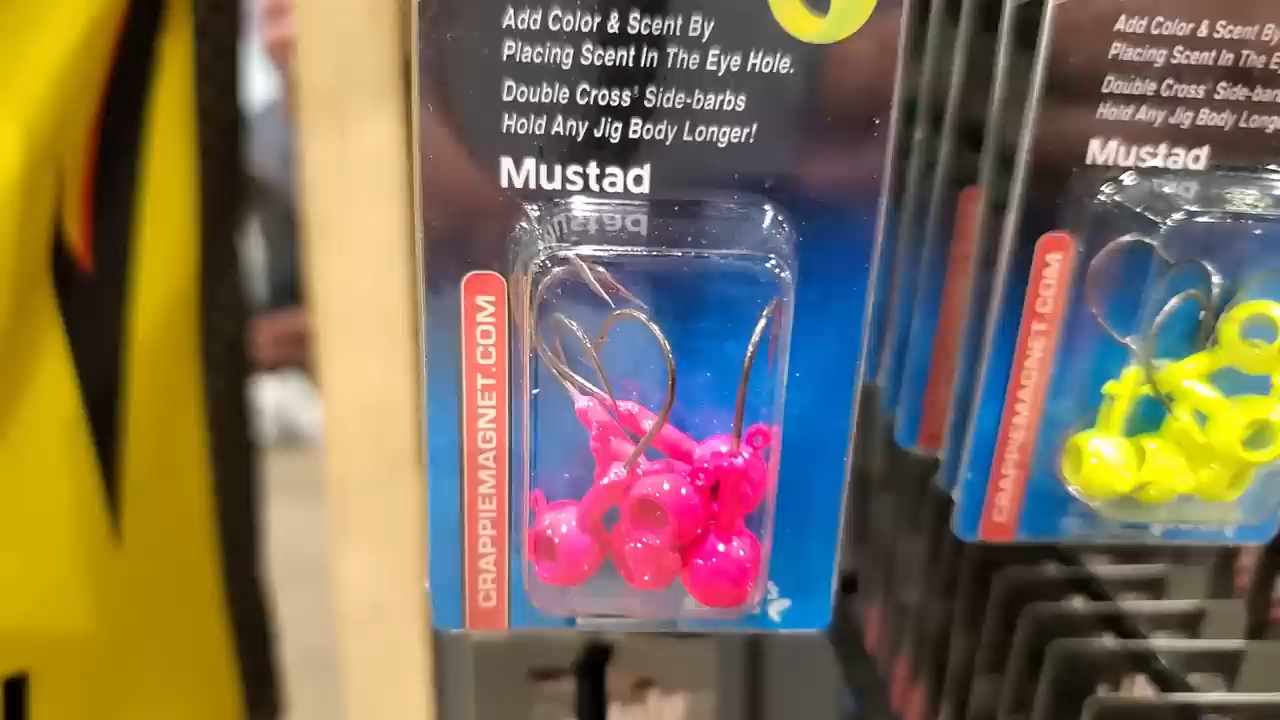 Add Color & Scent By
Placing Scent In The Eye Hole.
Double Cross' Side-barbs
Hold Any Jig Body Longer!
Mustad
CRAPPIEMAGNET.COM
Add Color & Scent By
Placing Scent In The E
Double Cross' Side-bar
Hold Any Jig Body Long
Mustad
CRAPPIEMAGNET.COM